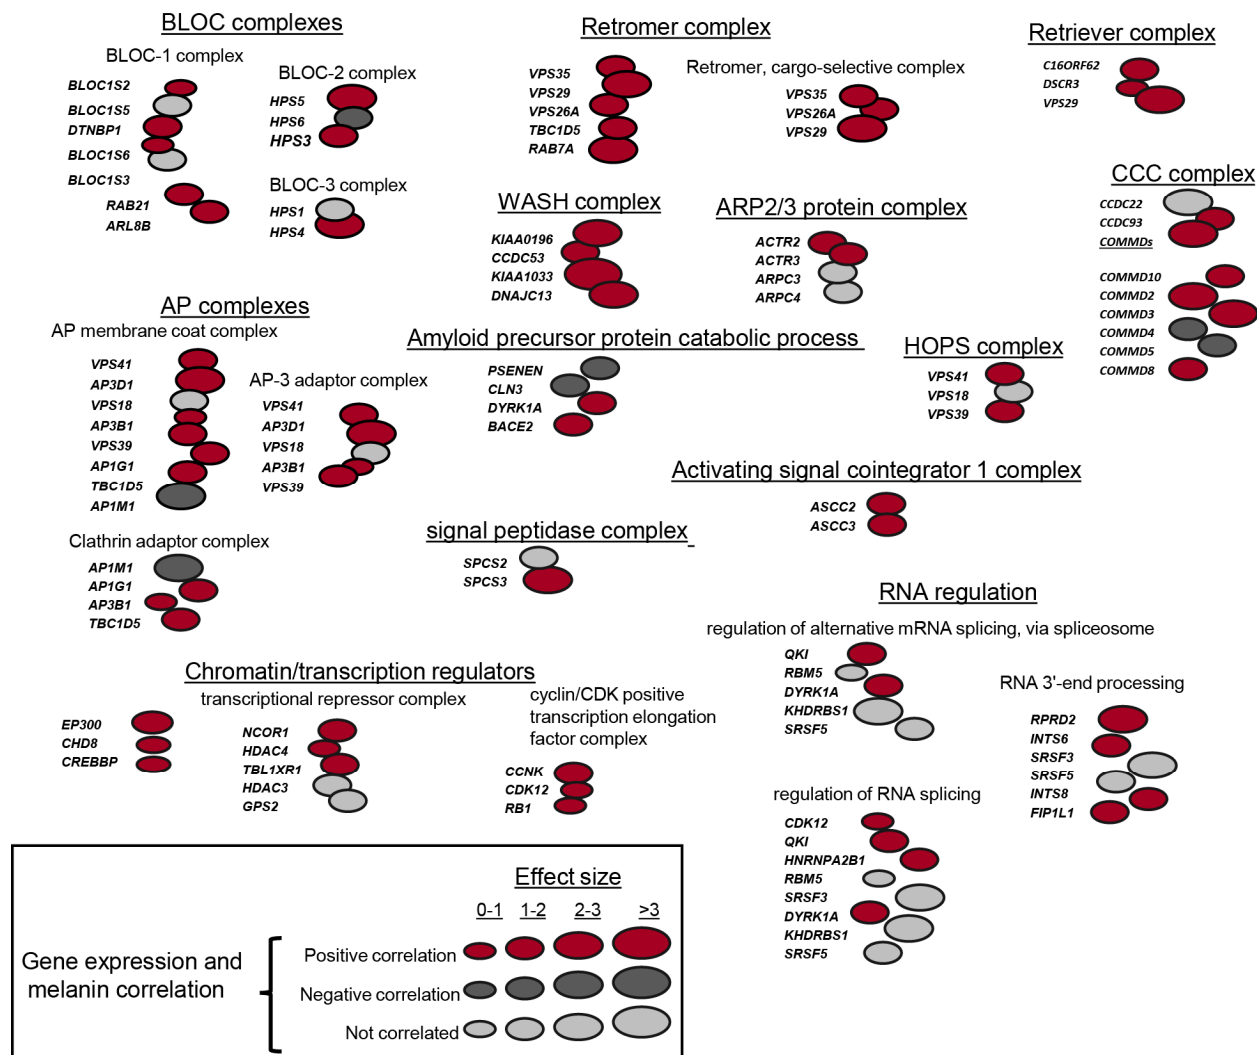 BLOC complexes
BLOC-1 complex
BLOC1S2
BLOC1S5
DTNBP1
BLOC1S6
BLOC1S3
RAB21
ARL8B
BLOC-2 complex
HPS5
HPS6
HPS3
BLOC-3 complex
HPS1
HPS4
Retromer complex
VPS35
VPS29
VPS26A
TBC1D5
RAB7A
Retromer, cargo-selective complex
VPS35
VPS26A
VPS29
Retriever complex
C16ORF62
DSCR3
VPS29
WASH complex
KIAA0196
CCDC53
KIAA1033
DNAJC13
ARP2/3 protein complex
ACTR2
ACTR3
ARPC3
ARPC4
CCC complex
CCDC22
CCDC93
COMMDs
COMMD10
COMMD2
COMMD3
COMMD4
COMMD5
COMMD8
AP complexes
AP membrane coat complex
VPS41
AP3D1
VPS18
AP3B1
VPS39
AP1G1
TBC1D5
AP1M1
AP-3 adaptor complex
VPS41
AP3D1
VPS18
AP3B1
VPS39
Clathrin adaptor complex
AP1M1
AP1G1
AP3B1
TBC1D5
Amyloid precursor protein catabolic process
PSENEN
CLN3
DYRK1A
BACE2
HOPS complex
VPS41
VPS18
VPS39
Activating signal cointegrator 1 complex
ASCC2
ASCC3
signal peptidase complex
SPCS2
SPCS3
Chromatin/transcription regulators
EP300
CHD8
CREBBP
transcriptional repressor complex
NCOR1
HDAC4
TBL1XR1
HDAC3
GPS2
cyclin/CDK positive
transcription elongation
factor complex
CCNK
CDK12
RB1
RNA regulation
regulation of alternative mRNA splicing, via spliceosome
QKI
RBM5
DYRK1A
KHDRBS1
SRSF5
RNA 3'-end processing
RPRD2
INTS6
SRSF3
SRSF5
INTS8
FIP1L1
regulation of RNA splicing
CDK12
QKI
HNRNPA2B1
RBM5
SRSF3
DYRK1A
KHDRBS1
SRSF5
Effect size
0-1 1-2 2-3 >3
Gene expression and
melanin correlation
Positive correlation
Negative correlation
Not correlated